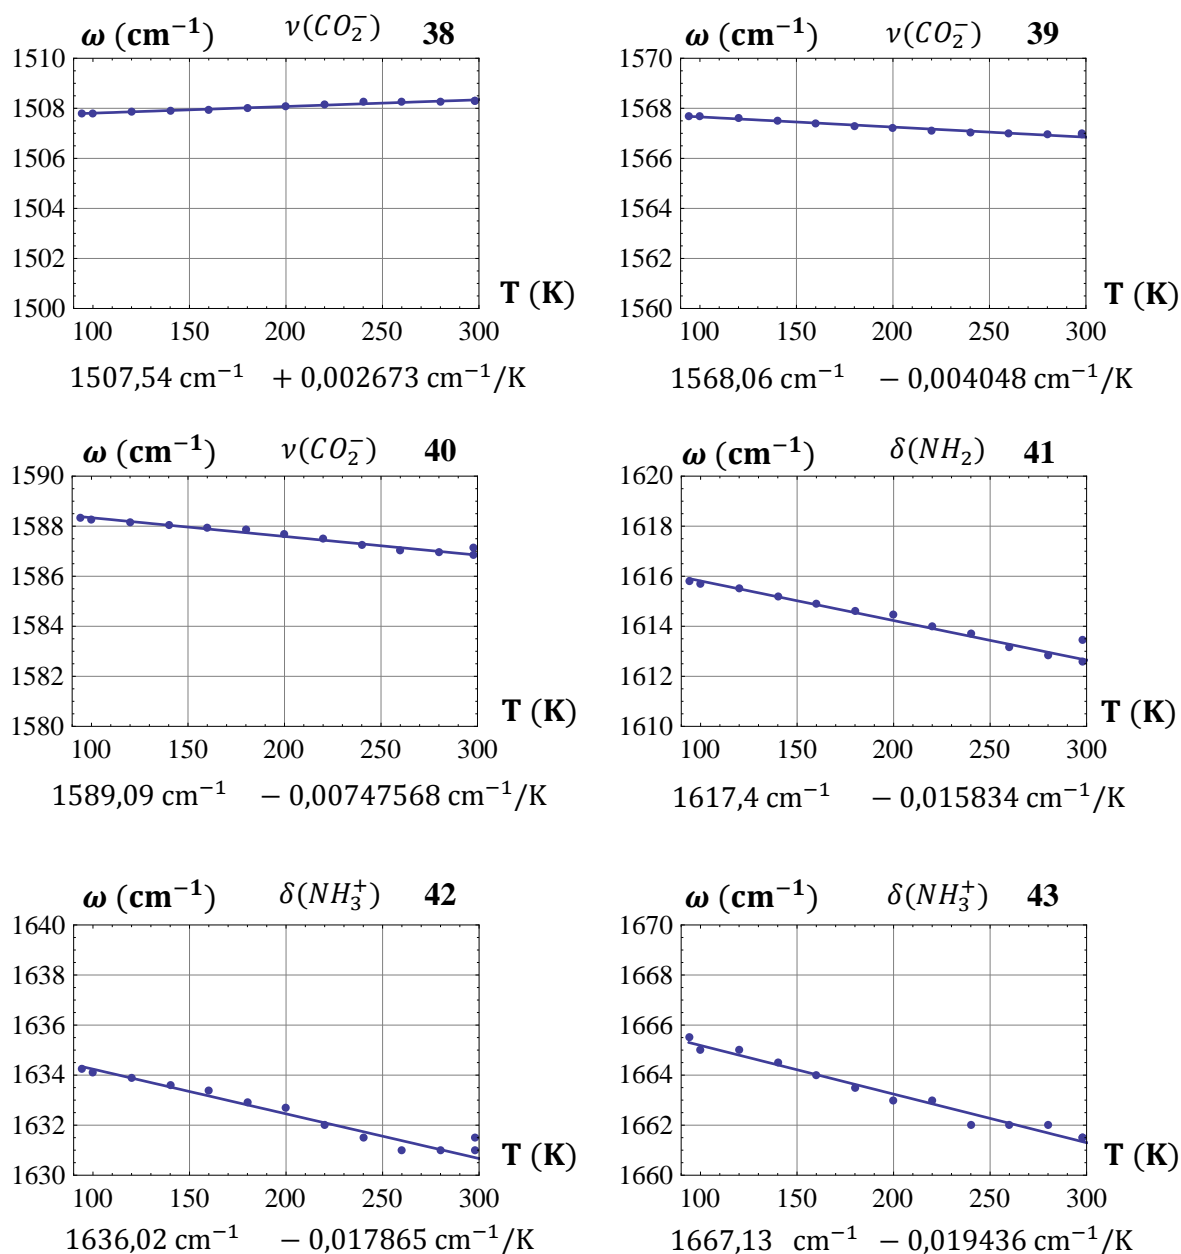 ω (cm⁻¹) ν(CO₂⁻) 38
1510
1508
1506
1504
1502
1500
T (K)
100 150 200 250 300
1507,54 cm⁻¹ + 0,002673 cm⁻¹/K
ω (cm⁻¹) ν(CO₂⁻) 39
1570
1568
1566
1564
1562
1560
T (K)
100 150 200 250 300
1568,06 cm⁻¹ − 0,004048 cm⁻¹/K
ω (cm⁻¹) ν(CO₂⁻) 40
1590
1588
1586
1584
1582
1580
T (K)
100 150 200 250 300
1589,09 cm⁻¹ − 0,00747568 cm⁻¹/K
ω (cm⁻¹) δ(NH₂) 41
1620
1618
1616
1614
1612
1610
T (K)
100 150 200 250 300
1617,4 cm⁻¹ − 0,015834 cm⁻¹/K
ω (cm⁻¹) δ(NH₃⁺) 42
1640
1638
1636
1634
1632
1630
T (K)
100 150 200 250 300
1636,02 cm⁻¹ − 0,017865 cm⁻¹/K
ω (cm⁻¹) δ(NH₃⁺) 43
1670
1668
1666
1664
1662
1660
T (K)
100 150 200 250 300
1667,13 cm⁻¹ − 0,019436 cm⁻¹/K